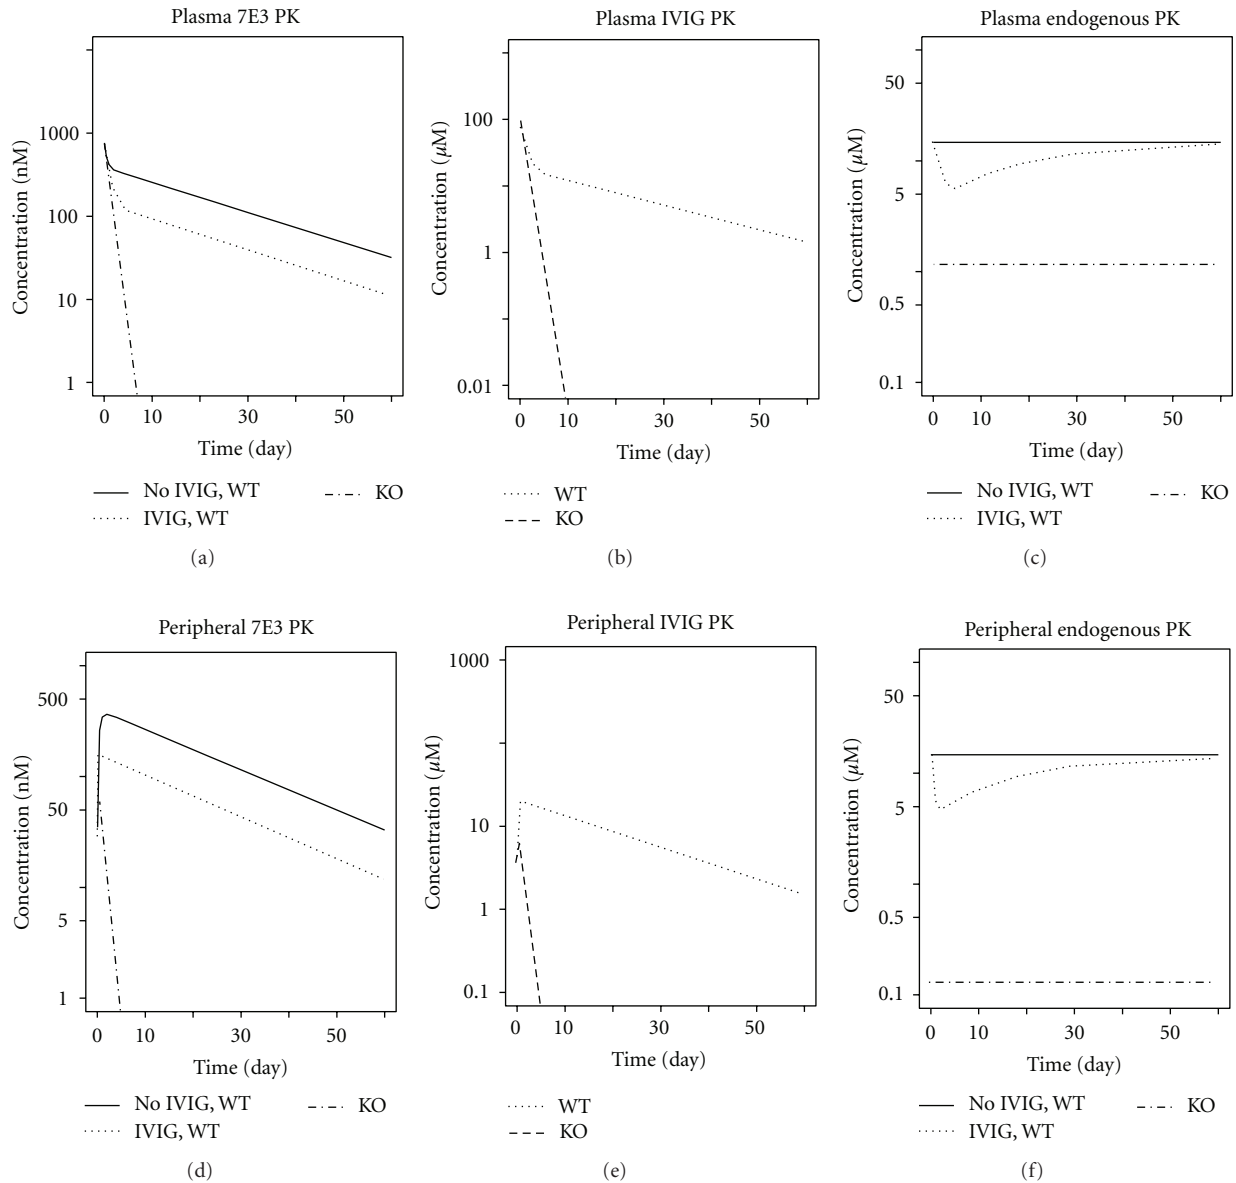 Plasma 7E3 PK
Concentration (nM)
1000
100
10
1
0 10 30 50
Time (day)
No IVIG, WT
KO
IVIG, WT
(a)
Plasma IVIG PK
Concentration (µM)
100
1
0.01
0 10 30 50
Time (day)
WT
KO
(b)
Plasma endogenous PK
Concentration (µM)
50
5
0.5
0.1
0 10 30 50
Time (day)
No IVIG, WT
KO
IVIG, WT
(c)
Peripheral 7E3 PK
Concentration (nM)
500
50
5
1
0 10 30 50
Time (day)
No IVIG, WT
KO
IVIG, WT
(d)
Peripheral IVIG PK
Concentration (µM)
1000
10
1
0.1
0 10 30 50
Time (day)
WT
KO
(e)
Peripheral endogenous PK
Concentration (µM)
50
5
0.5
0.1
0 10 30 50
Time (day)
No IVIG, WT
KO
IVIG, WT
(f)